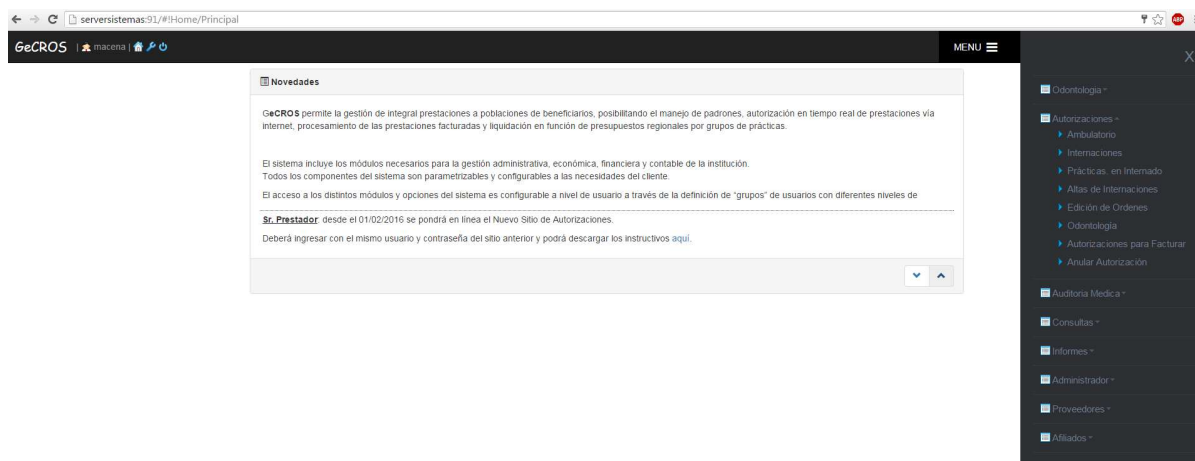 serversistemas:91/#!Home/Principal
ABP
GeCROS | macena |
MENU
X
Novedades
GeCROS permite la gestión de integral prestaciones a poblaciones de beneficiarios, posibilitando el manejo de padrones, autorización en tiempo real de prestaciones vía
internet, procesamiento de las prestaciones facturadas y liquidación en función de presupuestos regionales por grupos de prácticas.
El sistema incluye los módulos necesarios para la gestión administrativa, económica, financiera y contable de la institución.
Todos los componentes del sistema son parametrizables y configurables a las necesidades del cliente.
El acceso a los distintos módulos y opciones del sistema es configurable a nivel de usuario a través de la definición de "grupos" de usuarios con diferentes niveles de
Sr. Prestador: desde el 01/02/2016 se pondrá en línea el Nuevo Sitio de Autorizaciones.
Deberá ingresar con el mismo usuario y contraseña del sitio anterior y podrá descargar los instructivos aquí.
Odontologia
Autorizaciones
Ambulatorio
Internaciones
Prácticas. en Internado
Altas de Internaciones
Edición de Ordenes
Odontología
Autorizaciones para Facturar
Anular Autorización
Auditoria Medica
Consultas
Informes
Administrador
Proveedores
Afiliados